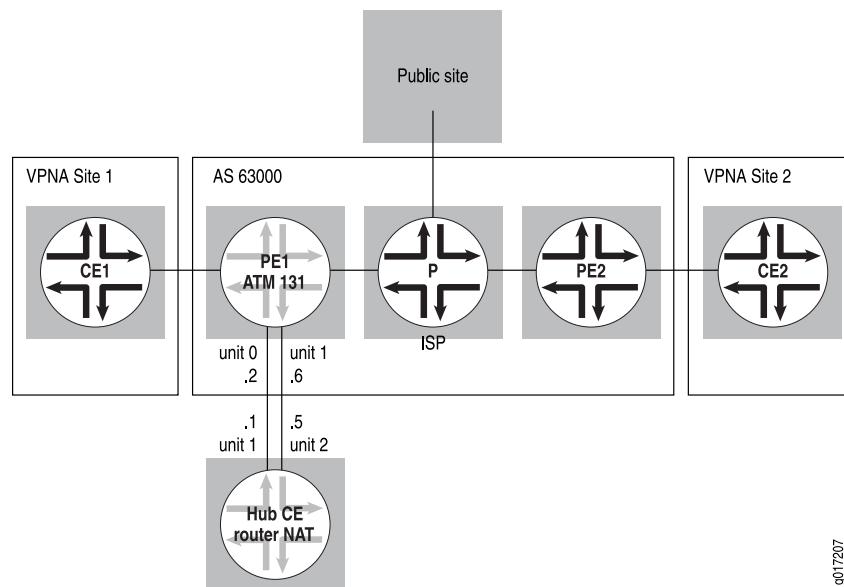 Public site
VPNA Site 1
AS 63000
VPNA Site 2
CE1
PE1
ATM 131
P
PE2
CE2
ISP
unit 0
unit 1
.2
.6
.1
.5
unit 1
unit 2
Hub CE
router NAT
g017207